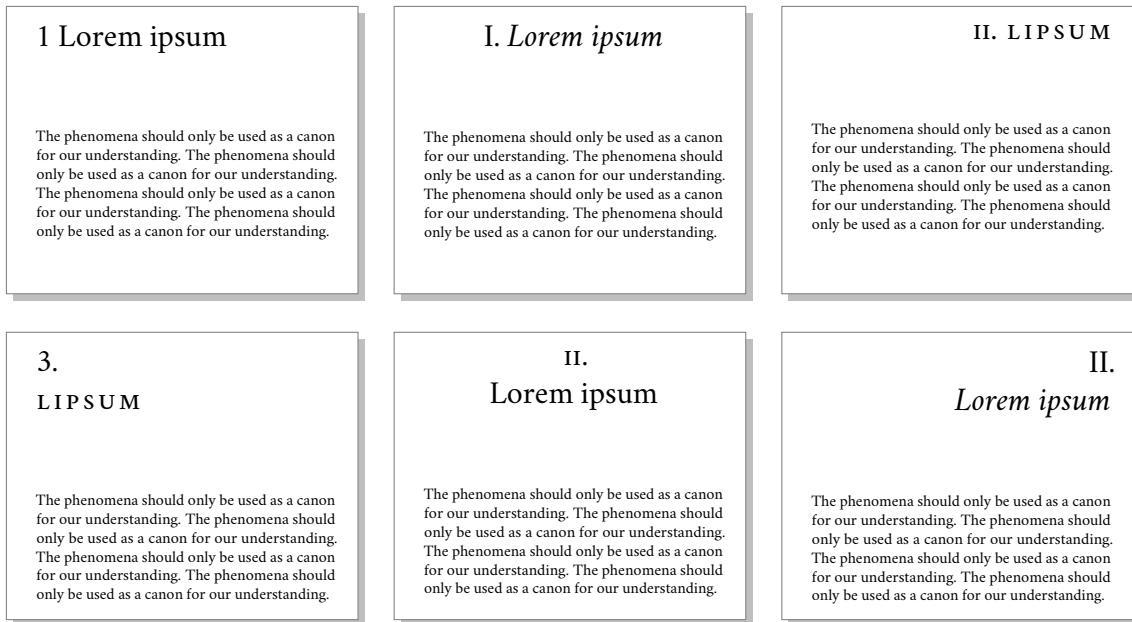 1 Lorem ipsum
The phenomena should only be used as a canon
for our understanding. The phenomena should
only be used as a canon for our understanding.
The phenomena should only be used as a canon
for our understanding. The phenomena should
only be used as a canon for our understanding.
I. Lorem ipsum
The phenomena should only be used as a canon
for our understanding. The phenomena should
only be used as a canon for our understanding.
The phenomena should only be used as a canon
for our understanding. The phenomena should
only be used as a canon for our understanding.
II. LIPSUM
The phenomena should only be used as a canon
for our understanding. The phenomena should
only be used as a canon for our understanding.
The phenomena should only be used as a canon
for our understanding. The phenomena should
only be used as a canon for our understanding.
3.
LIPSUM
The phenomena should only be used as a canon
for our understanding. The phenomena should
only be used as a canon for our understanding.
The phenomena should only be used as a canon
for our understanding. The phenomena should
only be used as a canon for our understanding.
II.
Lorem ipsum
The phenomena should only be used as a canon
for our understanding. The phenomena should
only be used as a canon for our understanding.
The phenomena should only be used as a canon
for our understanding. The phenomena should
only be used as a canon for our understanding.
II.
Lorem ipsum
The phenomena should only be used as a canon
for our understanding. The phenomena should
only be used as a canon for our understanding.
The phenomena should only be used as a canon
for our understanding. The phenomena should
only be used as a canon for our understanding.